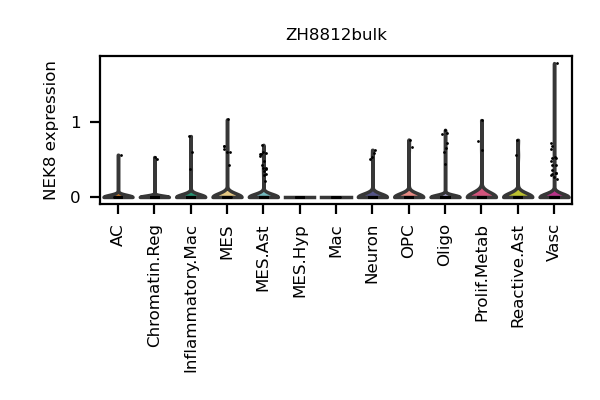 ZH8812bulk
NEK8 expression
1
0
AC
Chromatin.Reg
Inflammatory.Mac
MES
MES.Ast
MES.Hyp
Mac
Neuron
OPC
Oligo
Prolif.Metab
Reactive.Ast
Vasc